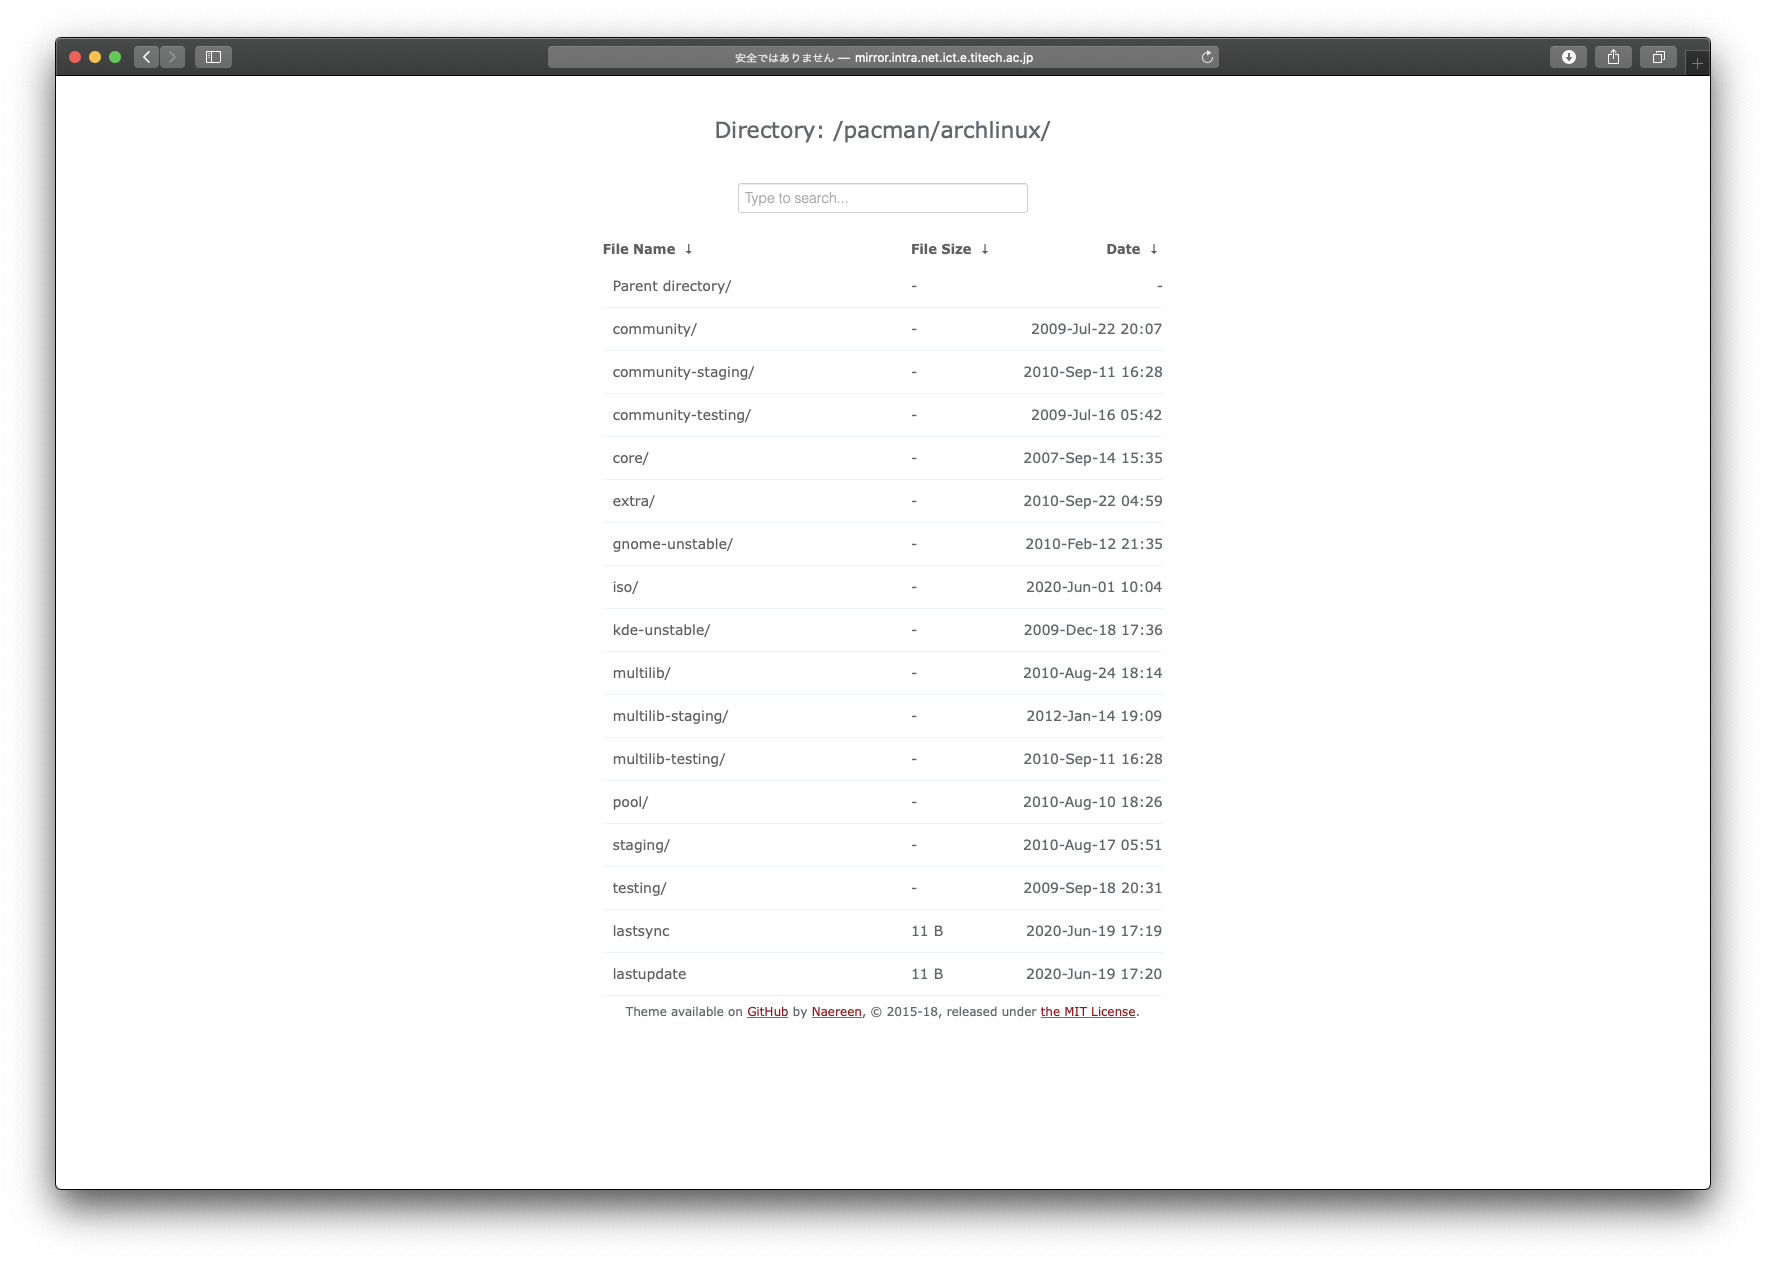 安全ではありません — mirror.intra.net.ict.e.titech.ac.jp
Directory: /pacman/archlinux/
Type to search...
File Name ↓ File Size ↓ Date ↓
Parent directory/ - -
community/ - 2009-Jul-22 20:07
community-staging/ - 2010-Sep-11 16:28
community-testing/ - 2009-Jul-16 05:42
core/ - 2007-Sep-14 15:35
extra/ - 2010-Sep-22 04:59
gnome-unstable/ - 2010-Feb-12 21:35
iso/ - 2020-Jun-01 10:04
kde-unstable/ - 2009-Dec-18 17:36
multilib/ - 2010-Aug-24 18:14
multilib-staging/ - 2012-Jan-14 19:09
multilib-testing/ - 2010-Sep-11 16:28
pool/ - 2010-Aug-10 18:26
staging/ - 2010-Aug-17 05:51
testing/ - 2009-Sep-18 20:31
lastsync 11 B 2020-Jun-19 17:19
lastupdate 11 B 2020-Jun-19 17:20
Theme available on GitHub by Naereen, © 2015-18, released under the MIT License.